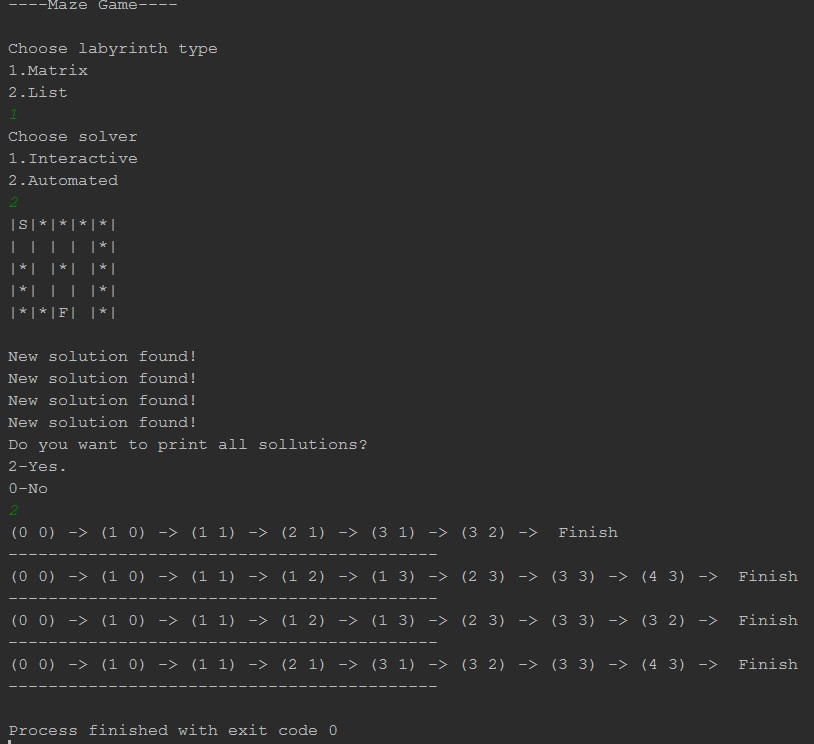 ----Maze Game----
Choose labyrinth type
1.Matrix
2.List
1
Choose solver
1.Interactive
2.Automated
2
|S|*|*|*|*|
| | | | |*|
|*| |*| |*|
|*| | | |*|
|*|*|F| |*|
New solution found!
New solution found!
New solution found!
New solution found!
Do you want to print all sollutions?
2-Yes.
0-No
2
(0 0) -> (1 0) -> (1 1) -> (2 1) -> (3 1) -> (3 2) ->  Finish
-------------------------------------------
(0 0) -> (1 0) -> (1 1) -> (1 2) -> (1 3) -> (2 3) -> (3 3) -> (4 3) ->  Finish
-------------------------------------------
(0 0) -> (1 0) -> (1 1) -> (1 2) -> (1 3) -> (2 3) -> (3 3) -> (3 2) ->  Finish
-------------------------------------------
(0 0) -> (1 0) -> (1 1) -> (2 1) -> (3 1) -> (3 2) -> (3 3) -> (4 3) ->  Finish
-------------------------------------------
Process finished with exit code 0